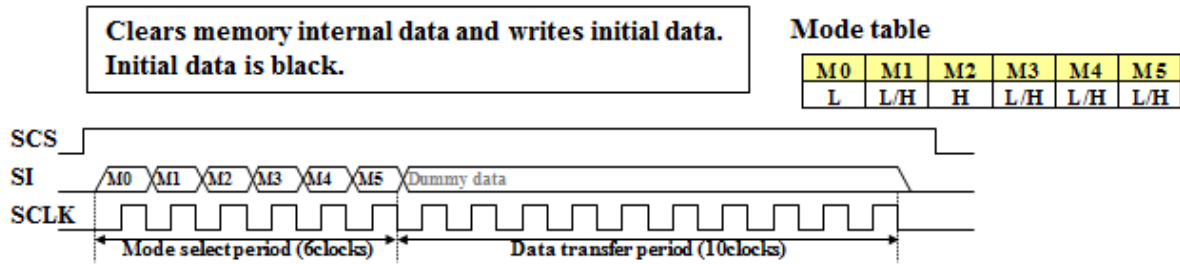 Clears memory internal data and writes initial data.
Initial data is black.
Mode table
M0 M1 M2 M3 M4 M5
L L/H H L/H L/H L/H
SCS
SI M0 M1 M2 M3 M4 M5 Dummy data
SCLK
Mode select period (6clocks) Data transfer period (10clocks)